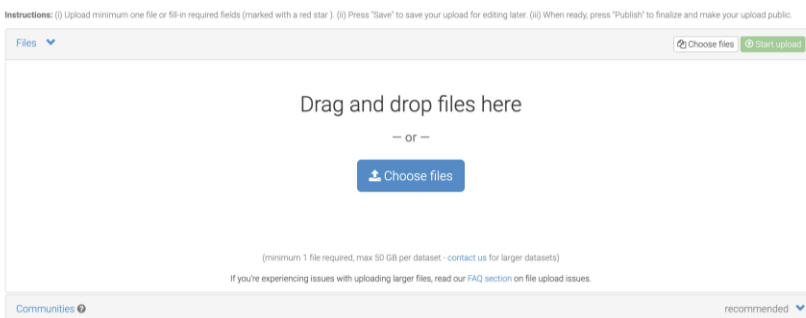 Instructions: (i) Upload minimum one file or fill-in required fields (marked with a red star ). (ii) Press "Save" to save your upload for editing later. (iii) When ready, press "Publish" to finalize and make your upload public.
Files
Choose files
Start upload
Drag and drop files here
— or —
Choose files
(minimum 1 file required, max 50 GB per dataset - contact us for larger datasets)
If you're experiencing issues with uploading larger files, read our FAQ section on file upload issues.
Communities
recommended